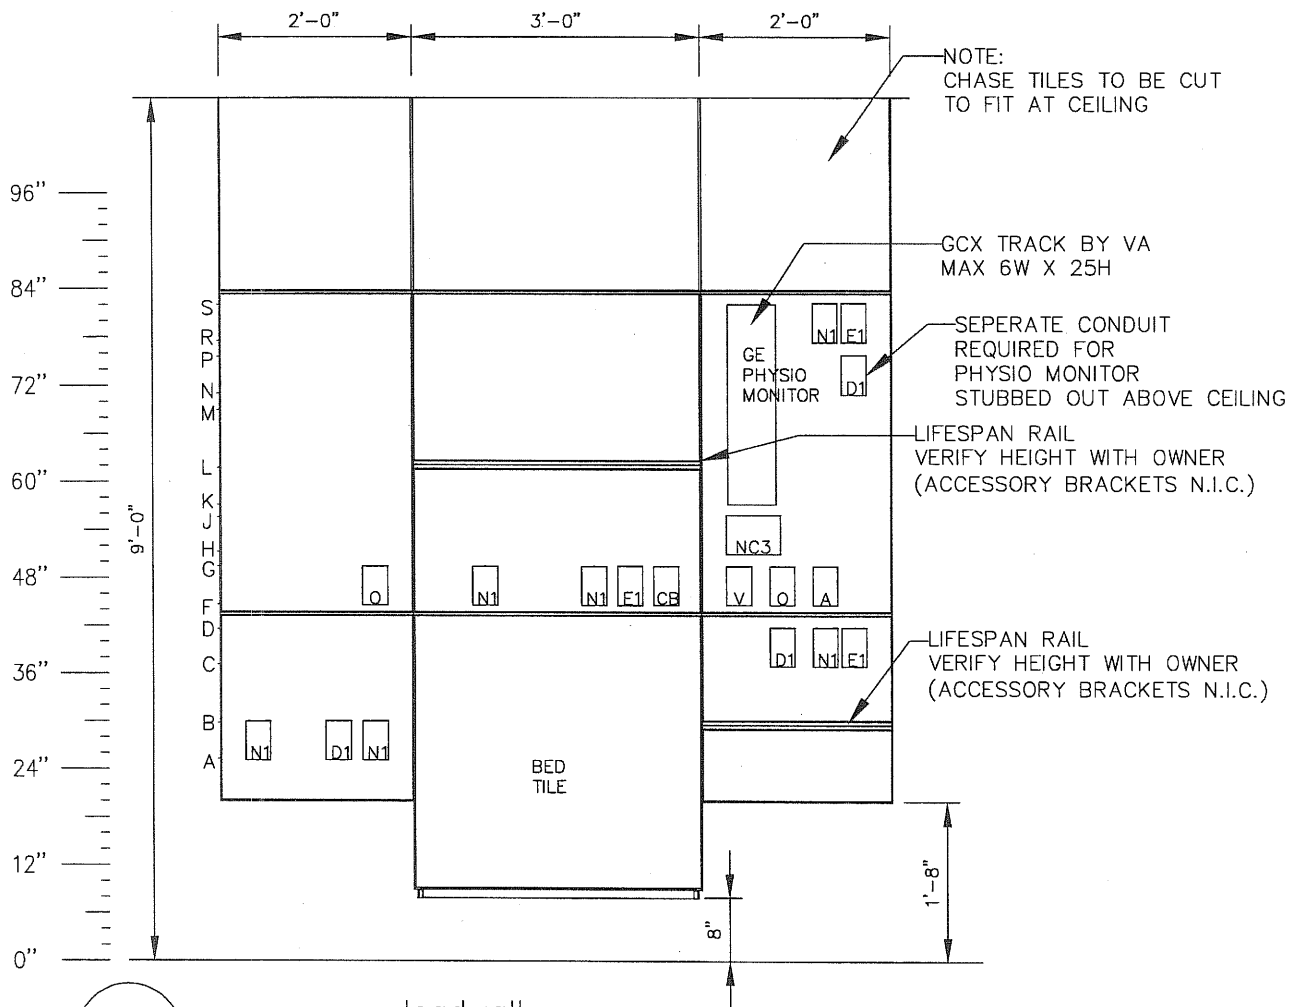 2'-0"
3'-0"
2'-0"
NOTE:
CHASE TILES TO BE CUT
TO FIT AT CEILING
96"
84"
72"
60"
48"
36"
24"
12"
0"
9'-0"
S
R
P
N
M
L
K
J
H
G
F
D
C
B
A
GCX TRACK BY VA
MAX 6W X 25H
N1 E1
SEPERATE CONDUIT
REQUIRED FOR
PHYSIO MONITOR
STUBBED OUT ABOVE CEILING
GE
PHYSIO
MONITOR
D1
LIFESPAN RAIL
VERIFY HEIGHT WITH OWNER
(ACCESSORY BRACKETS N.I.C.)
NC3
O N1 N1 E1 CB V O A
D1 N1 E1
LIFESPAN RAIL
VERIFY HEIGHT WITH OWNER
(ACCESSORY BRACKETS N.I.C.)
N1 D1 N1
BED
TILE
8"
1'-8"